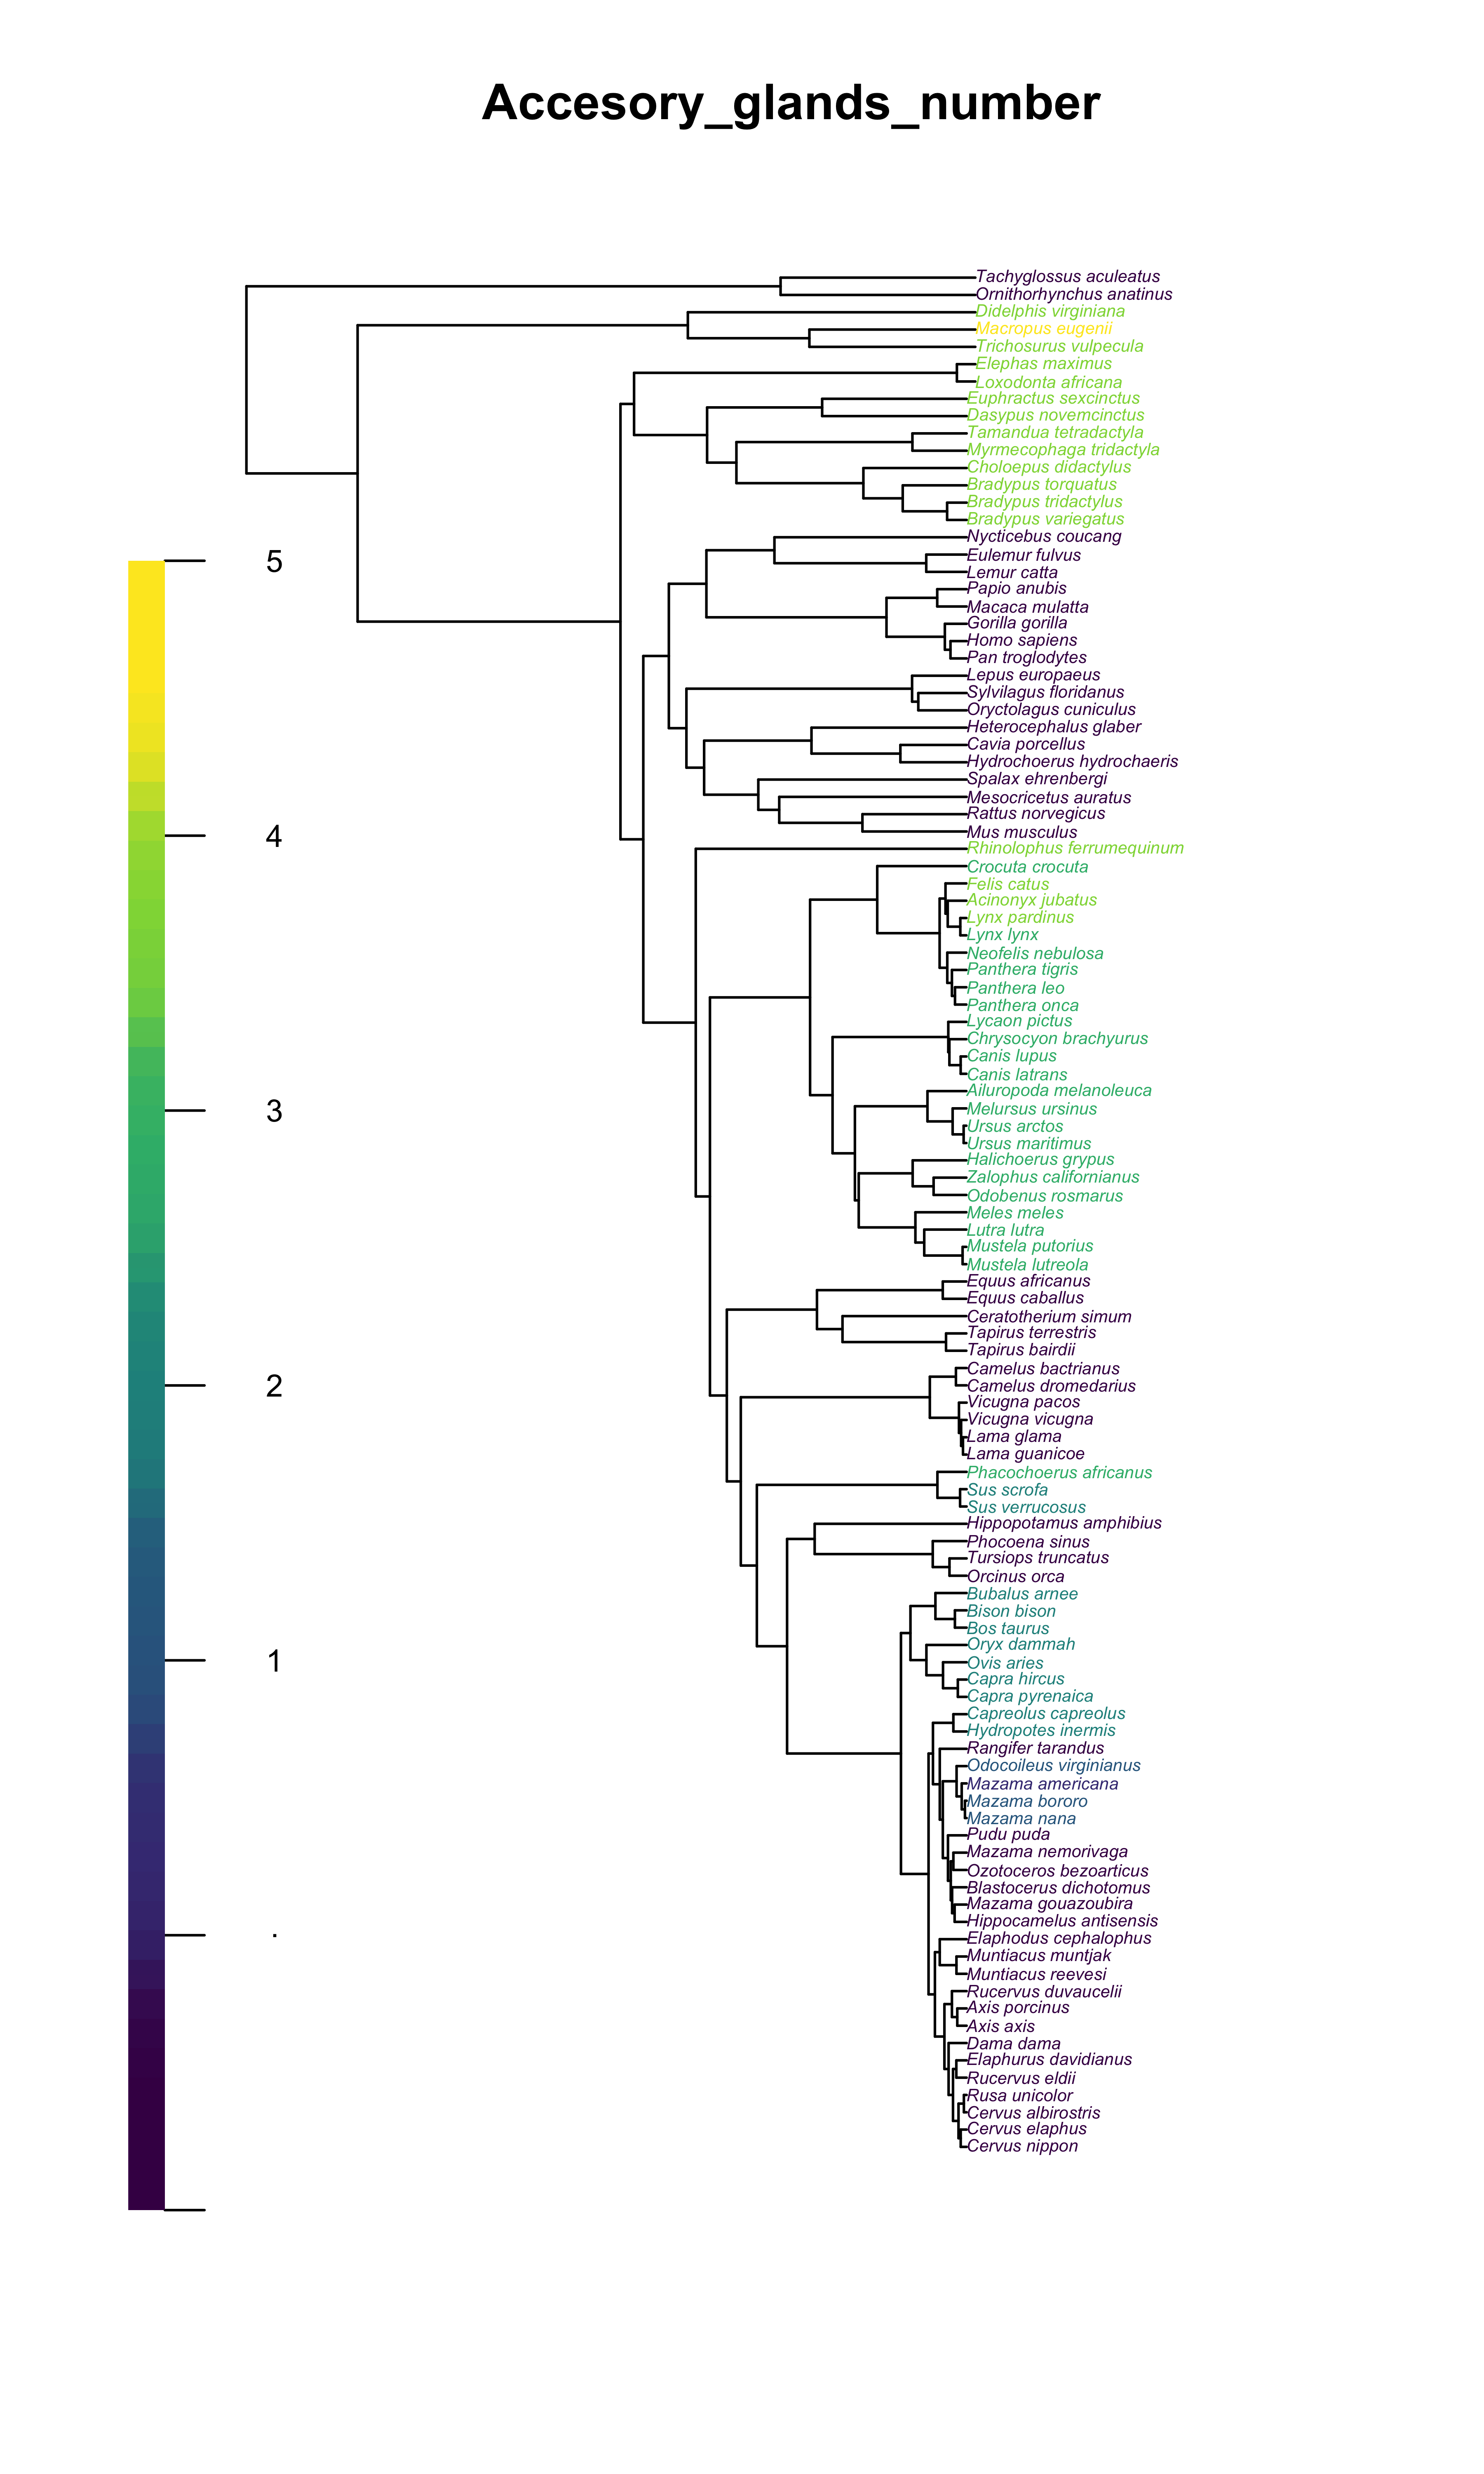 Accesory_glands_number
Tachyglossus aculeatus
Ornithorhynchus anatinus
Didelphis virginiana
Macropus eugenii
Trichosurus vulpecula
Elephas maximus
Loxodonta africana
Euphractus sexcinctus
Dasypus novemcinctus
Tamandua tetradactyla
Myrmecophaga tridactyla
Choloepus didactylus
Bradypus torquatus
Bradypus tridactylus
Bradypus variegatus
Nycticebus coucang
Eulemur fulvus
Lemur catta
Papio anubis
Macaca mulatta
Gorilla gorilla
Homo sapiens
Pan troglodytes
Lepus europaeus
Sylvilagus floridanus
Oryctolagus cuniculus
Heterocephalus glaber
Cavia porcellus
Hydrochoerus hydrochaeris
Spalax ehrenbergi
Mesocricetus auratus
Rattus norvegicus
Mus musculus
Rhinolophus ferrumequinum
Crocuta crocuta
Felis catus
Acinonyx jubatus
Lynx pardinus
Lynx lynx
Neofelis nebulosa
Panthera tigris
Panthera leo
Panthera onca
Lycaon pictus
Chrysocyon brachyurus
Canis lupus
Canis latrans
Ailuropoda melanoleuca
Melursus ursinus
Ursus arctos
Ursus maritimus
Halichoerus grypus
Zalophus californianus
Odobenus rosmarus
Meles meles
Lutra lutra
Mustela putorius
Mustela lutreola
Equus africanus
Equus caballus
Ceratotherium simum
Tapirus terrestris
Tapirus bairdii
Camelus bactrianus
Camelus dromedarius
Vicugna pacos
Vicugna vicugna
Lama glama
Lama guanicoe
Phacochoerus africanus
Sus scrofa
Sus verrucosus
Hippopotamus amphibius
Phocoena sinus
Tursiops truncatus
Orcinus orca
Bubalus arnee
Bison bison
Bos taurus
Oryx dammah
Ovis aries
Capra hircus
Capra pyrenaica
Capreolus capreolus
Hydropotes inermis
Rangifer tarandus
Odocoileus virginianus
Mazama americana
Mazama bororo
Mazama nana
Pudu puda
Mazama nemorivaga
Ozotoceros bezoarticus
Blastocerus dichotomus
Mazama gouazoubira
Hippocamelus antisensis
Elaphodus cephalophus
Muntiacus muntjak
Muntiacus reevesi
Rucervus duvaucelii
Axis porcinus
Axis axis
Dama dama
Elaphurus davidianus
Rucervus eldii
Rusa unicolor
Cervus albirostris
Cervus elaphus
Cervus nippon
5
4
3
2
1
.